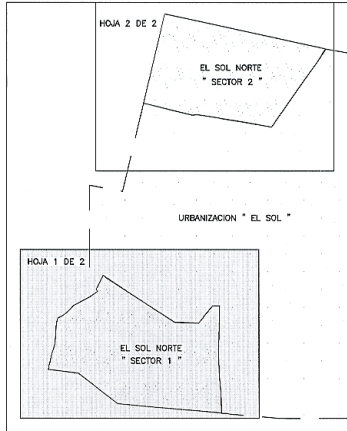 HOJA 2 DE 2
EL SOL NORTE
" SECTOR 2 "
URBANIZACION " EL SOL "
HOJA 1 DE 2
EL SOL NORTE
" SECTOR 1 "